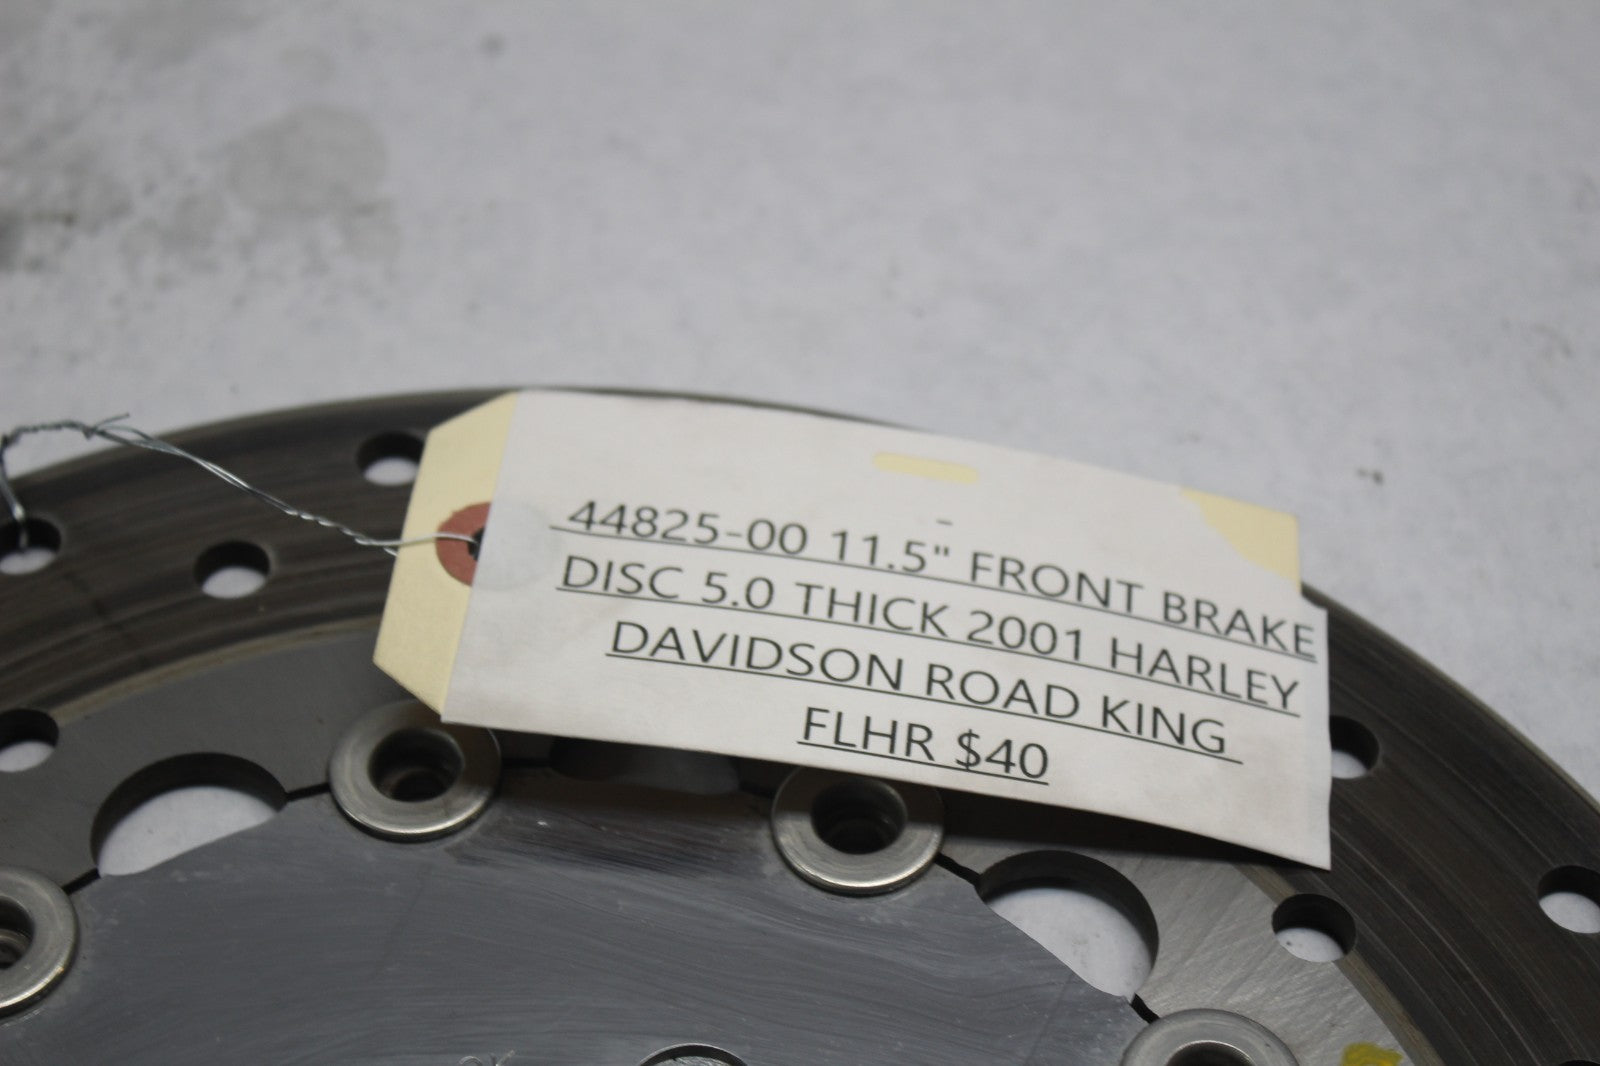 44825-00 11.5" FRONT BRAKE
DISC 5.0 THICK 2001 HARLEY
DAVIDSON ROAD KING
FLHR $40